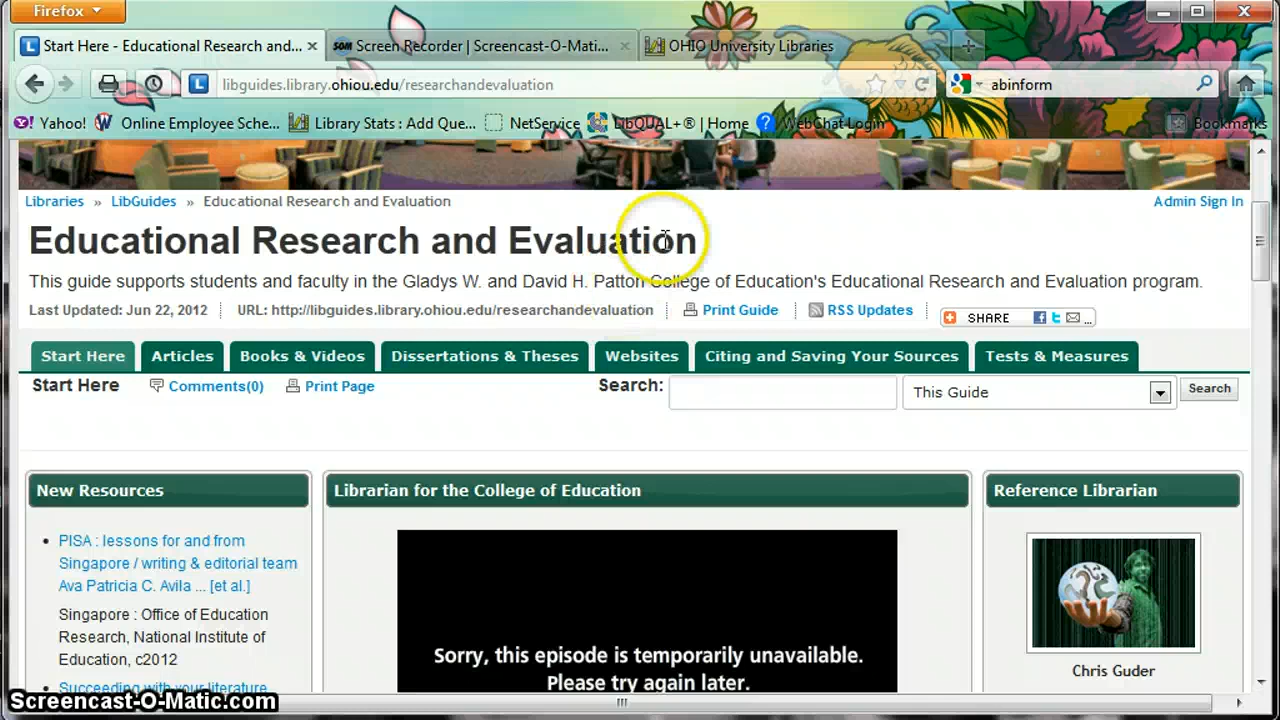 Firefox
Start Here - Educational Research and...
Screen Recorder | Screencast-O-Mati...
OHIO University Libraries
libguides.library.ohiou.edu/researchandevaluation
abinform
Yahoo!
Online Employee Sche...
Library Stats : Add Que...
NetService
LibQUAL+® | Home
WebChat Login
Bookmarks
Libraries » LibGuides » Educational Research and Evaluation
Admin Sign In
Educational Research and Evaluation
This guide supports students and faculty in the Gladys W. and David H. Patton College of Education's Educational Research and Evaluation program.
Last Updated: Jun 22, 2012
URL: http://libguides.library.ohiou.edu/researchandevaluation
Print Guide
RSS Updates
SHARE
...
Start Here
Articles
Books & Videos
Dissertations & Theses
Websites
Citing and Saving Your Sources
Tests & Measures
Start Here
Comments(0)
Print Page
Search:
This Guide
Search
New Resources
PISA : lessons for and from
Singapore / writing & editorial team
Ava Patricia C. Avila ... [et al.]
Singapore : Office of Education
Research, National Institute of
Education, c2012
Succeeding with your literature
Librarian for the College of Education
Sorry, this episode is temporarily unavailable.
Please try again later.
Reference Librarian
Chris Guder
Screencast-O-Matic.com